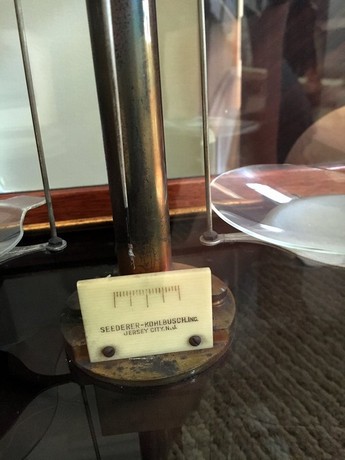 SEEDERER-KOHLBUSCH, INC.
JERSEY CITY, N.J.